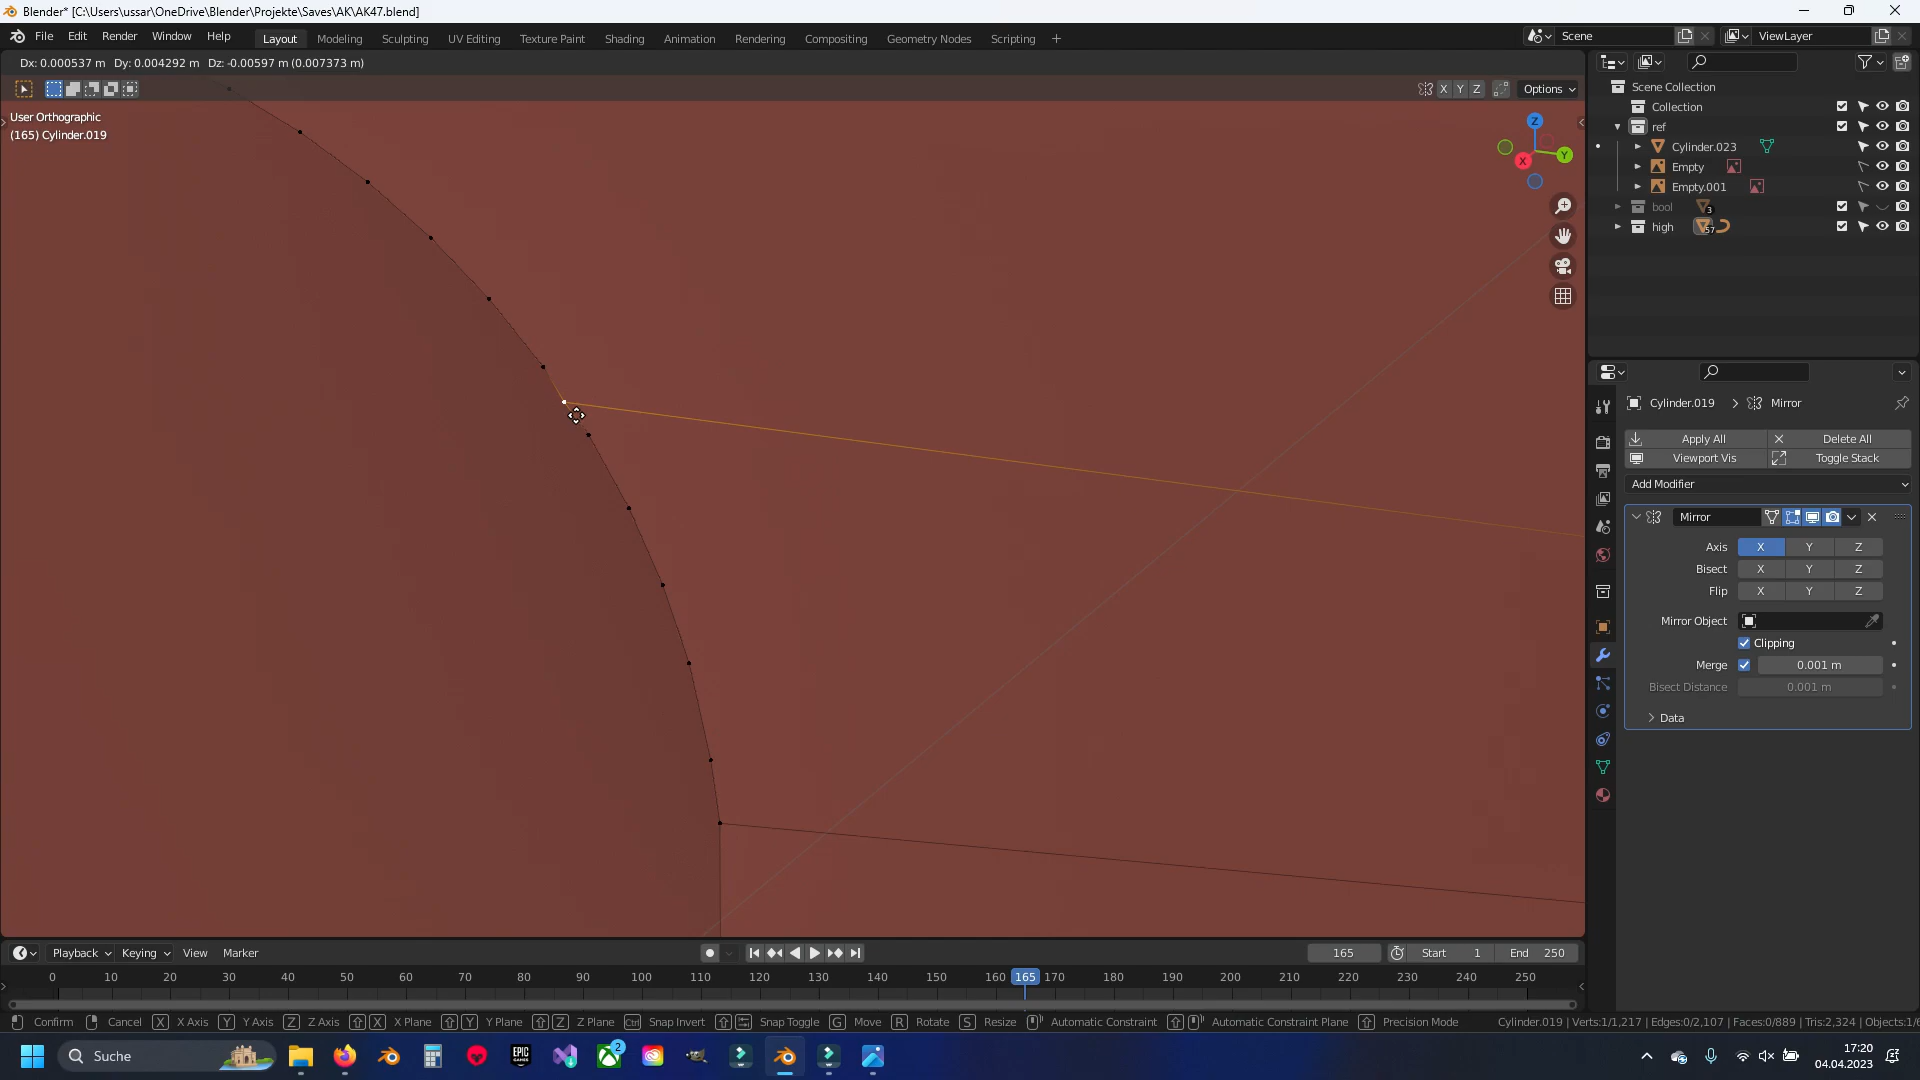 Blender* [C:\Users\ussar\OneDrive\Blender\Projekte\Saves\AK\AK47.blend]
File Edit Render Window Help Layout Modeling Sculpting UV Editing Texture Paint Shading Animation Rendering Compositing Geometry Nodes Scripting + Scene ViewLayer
Dx: 0.000537 m Dy: 0.004292 m Dz: -0.00597 m (0.007373 m)
X Y Z Options
User Orthographic
(165) Cylinder.019
Z
Y
X
Scene Collection
Collection
ref
Cylinder.023
Empty
Empty.001
bool 3
high 57
Cylinder.019 > Mirror
Apply All Delete All
Viewport Vis Toggle Stack
Add Modifier
Mirror
Axis X Y Z
Bisect X Y Z
Flip X Y Z
Mirror Object
Clipping
Merge 0.001 m
Bisect Distance 0.001 m
Data
Playback Keying View Marker 165 Start 1 End 250
0 10 20 30 40 50 60 70 80 90 100 110 120 130 140 150 160 165 170 180 190 200 210 220 230 240 250
Confirm Cancel X X Axis Y Y Axis Z Z Axis X X Plane Y Y Plane Z Z Plane Ctrl Snap Invert Snap Toggle G Move R Rotate S Resize Automatic Constraint Automatic Constraint Plane Precision Mode Cylinder.019 | Verts:1/1,217 | Edges:0/2,107 | Faces:0/889 | Tris:2,324 | Objects:1/6
Suche EPIC GAMES 2 17:20
04.04.2023